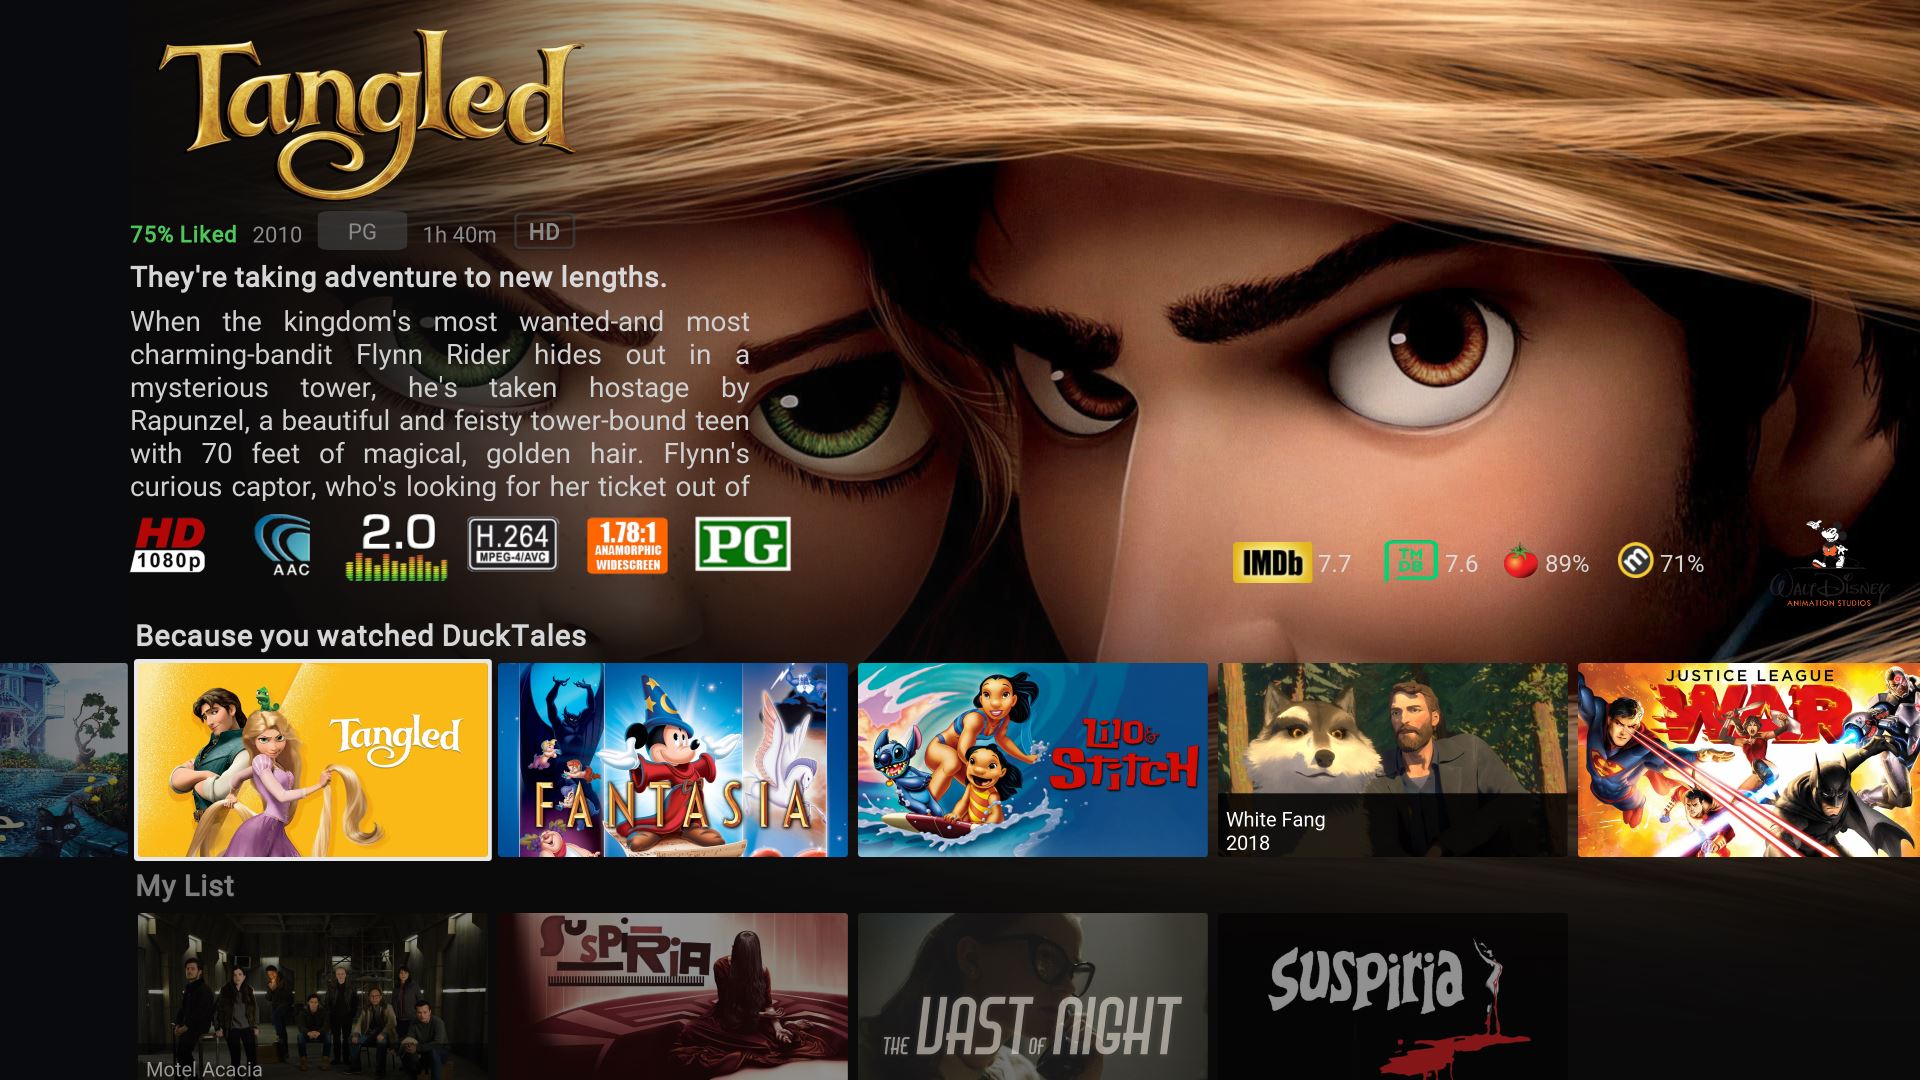 Tangled
75% Liked 2010 PG 1h 40m HD
They're taking adventure to new lengths.
When the kingdom's most wanted-and most
charming-bandit Flynn Rider hides out in a
mysterious tower, he's taken hostage by
Rapunzel, a beautiful and feisty tower-bound teen
with 70 feet of magical, golden hair. Flynn's
curious captor, who's looking for her ticket out of
HD
1080p
AAC
2.0
H.264
MPEG-4/AVC
1.78:1
ANAMORPHIC
WIDESCREEN
PG
IMDb 7.7
TM
DB
7.6
89%
m 71%
WALT DISNEY
ANIMATION STUDIOS
Because you watched DuckTales
Tangled
FANTASIA
Lilo &
Stitch
White Fang
2018
JUSTICE LEAGUE
WAR
My List
Motel Acacia
SUSPIRIA
THE VAST OF NIGHT
suspiria